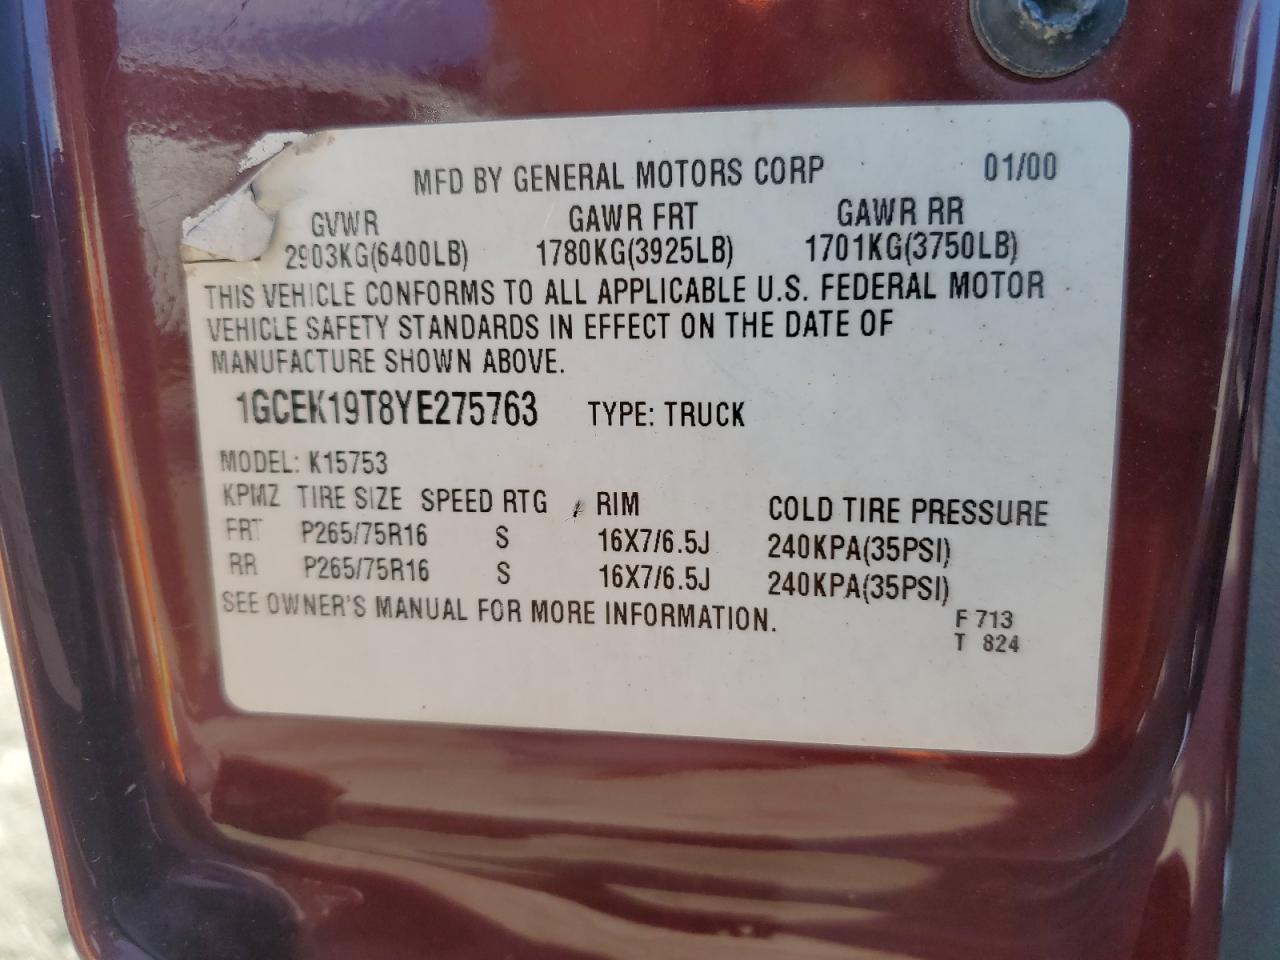 MFD BY GENERAL MOTORS CORP 01/00
GVWR GAWR FRT GAWR RR
2903KG(6400LB) 1780KG(3925LB) 1701KG(3750LB)
THIS VEHICLE CONFORMS TO ALL APPLICABLE U.S. FEDERAL MOTOR
VEHICLE SAFETY STANDARDS IN EFFECT ON THE DATE OF
MANUFACTURE SHOWN ABOVE.
1GCEK19T8YE275763 TYPE: TRUCK
MODEL: K15753
KPMZ TIRE SIZE SPEED RTG RIM COLD TIRE PRESSURE
FRT P265/75R16 S 16X7/6.5J 240KPA(35PSI)
RR P265/75R16 S 16X7/6.5J 240KPA(35PSI)
SEE OWNER'S MANUAL FOR MORE INFORMATION.
F 713
T 824